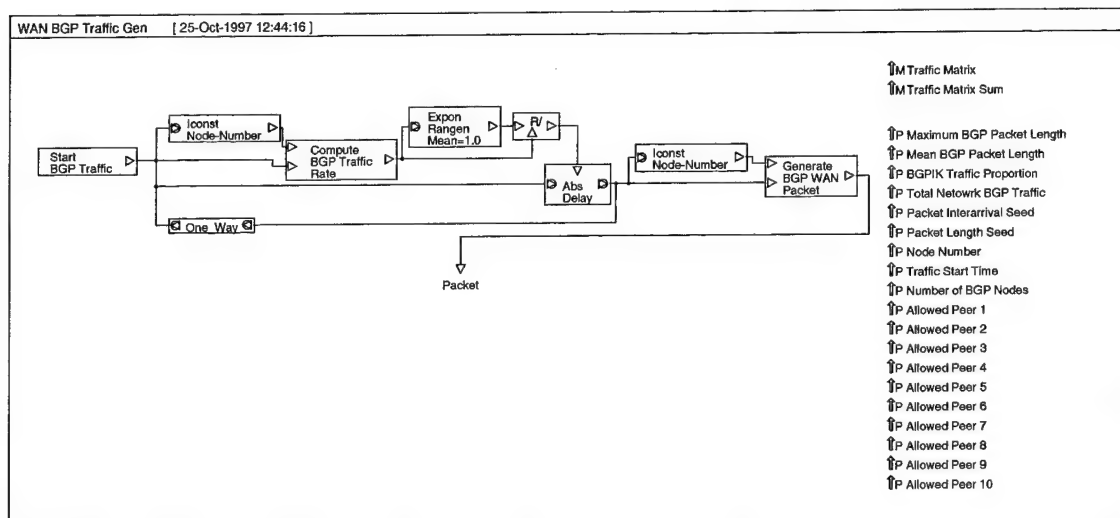 WAN BGP Traffic Gen [ 25-Oct-1997 12:44:16 ]
Start
BGP Traffic
Iconst
Node-Number
Compute
BGP Traffic
Rate
Expon
Rangen
Mean=1.0
R/
Abs
Delay
One_Way
Iconst
Node-Number
Generate
BGP WAN
Packet
Packet
⇑M Traffic Matrix
⇑M Traffic Matrix Sum
⇑P Maximum BGP Packet Length
⇑P Mean BGP Packet Length
⇑P BGPIK Traffic Proportion
⇑P Total Netowrk BGP Traffic
⇑P Packet Interarrival Seed
⇑P Packet Length Seed
⇑P Node Number
⇑P Traffic Start Time
⇑P Number of BGP Nodes
⇑P Allowed Peer 1
⇑P Allowed Peer 2
⇑P Allowed Peer 3
⇑P Allowed Peer 4
⇑P Allowed Peer 5
⇑P Allowed Peer 6
⇑P Allowed Peer 7
⇑P Allowed Peer 8
⇑P Allowed Peer 9
⇑P Allowed Peer 10